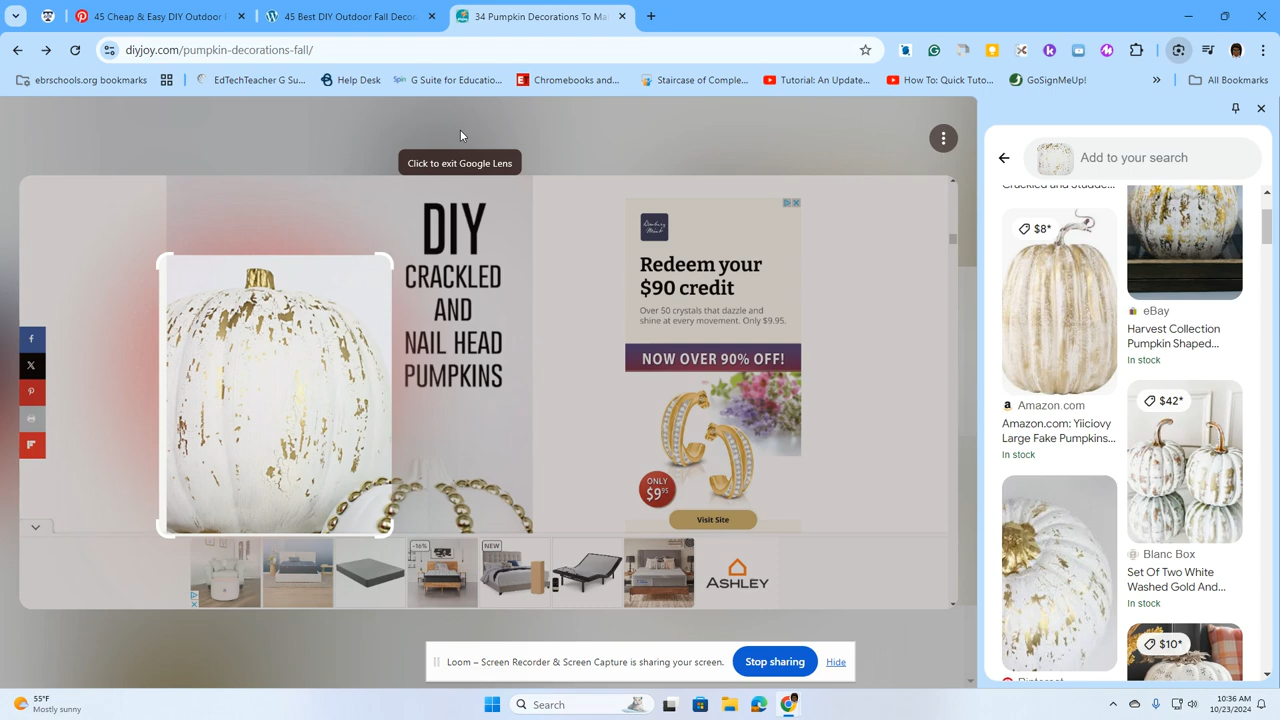 45 Cheap & Easy DIY Outdoor F
45 Best DIY Outdoor Fall Decor
34 Pumpkin Decorations To Ma
diyjoy.com/pumpkin-decorations-fall/
ebrschools.org bookmarks
EdTechTeacher G Su...
Help Desk
Spin
G Suite for Educatio...
Chromebooks and...
Staircase of Comple...
Tutorial: An Update...
How To: Quick Tuto...
GoSignMeUp!
All Bookmarks
Click to exit Google Lens
DIY
CRACKLED
AND
NAIL HEAD
PUMPKINS
Redeem your
$90 credit
Over 50 crystals that dazzle and
shine at every movement. Only $9.95.
NOW OVER 90% OFF!
ONLY
$9.95
Visit Site
-16%
NEW
ASHLEY
Add to your search
Crackled and Studde...
$8*
Amazon.com
Amazon.com: Yiiciovy
Large Fake Pumpkins...
In stock
eBay
Harvest Collection
Pumpkin Shaped...
In stock
$42*
Blanc Box
Set Of Two White
Washed Gold And...
In stock
$10*
Pinterest
Loom – Screen Recorder & Screen Capture is sharing your screen.
Stop sharing
Hide
55°F
Mostly sunny
Search
10:36 AM
10/23/2024